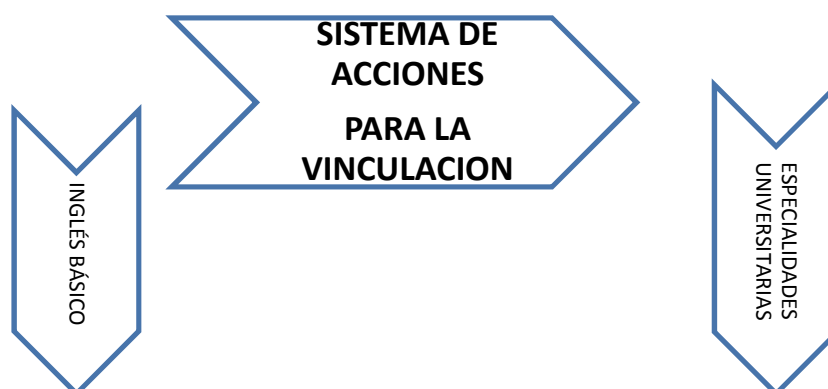 SISTEMA DE
ACCIONES
PARA LA
VINCULACION
INGLÉS BÁSICO
ESPECIALIDADES
UNIVERSITARIAS